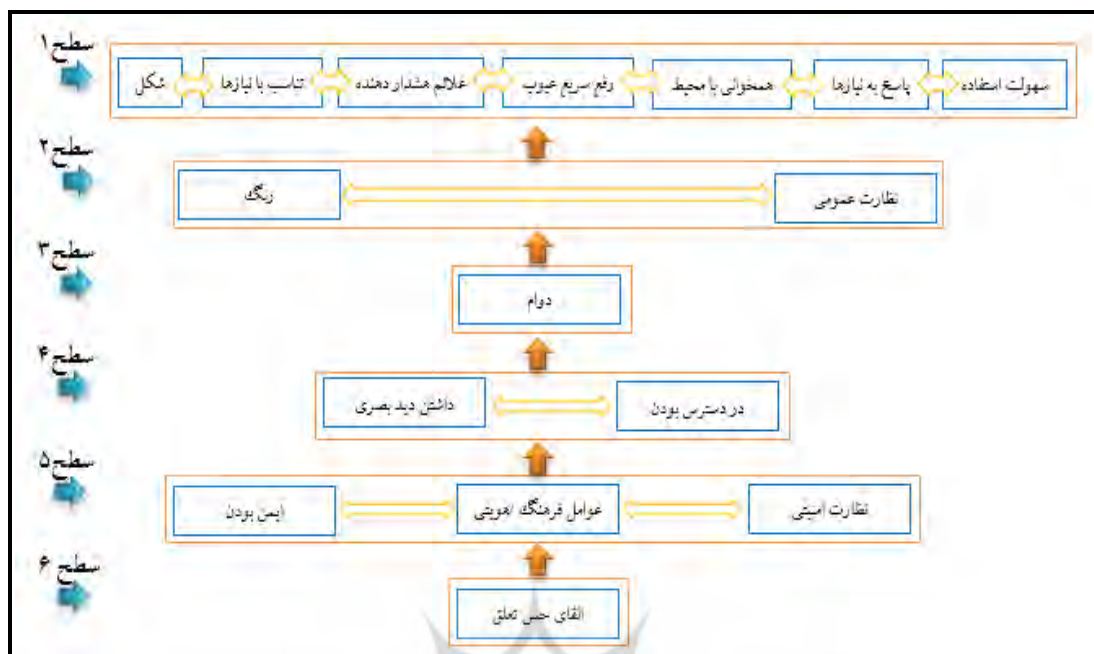 سطح ۱
سهولت استفاده
پاسخ به نیازها
همخوانی با محیط
رفع سریع عیوب
علائم هشدار دهنده
تناسب با نیازها
شکل
سطح ۲
نظارت عمومی
رنگ
سطح ۳
دوام
سطح ۴
در دسترس بودن
داشتن دید بصری
سطح ۵
نظارت امنیتی
عوامل فرهنگ /هویتی
ایمن بودن
سطح ۶
القای حس تعلق